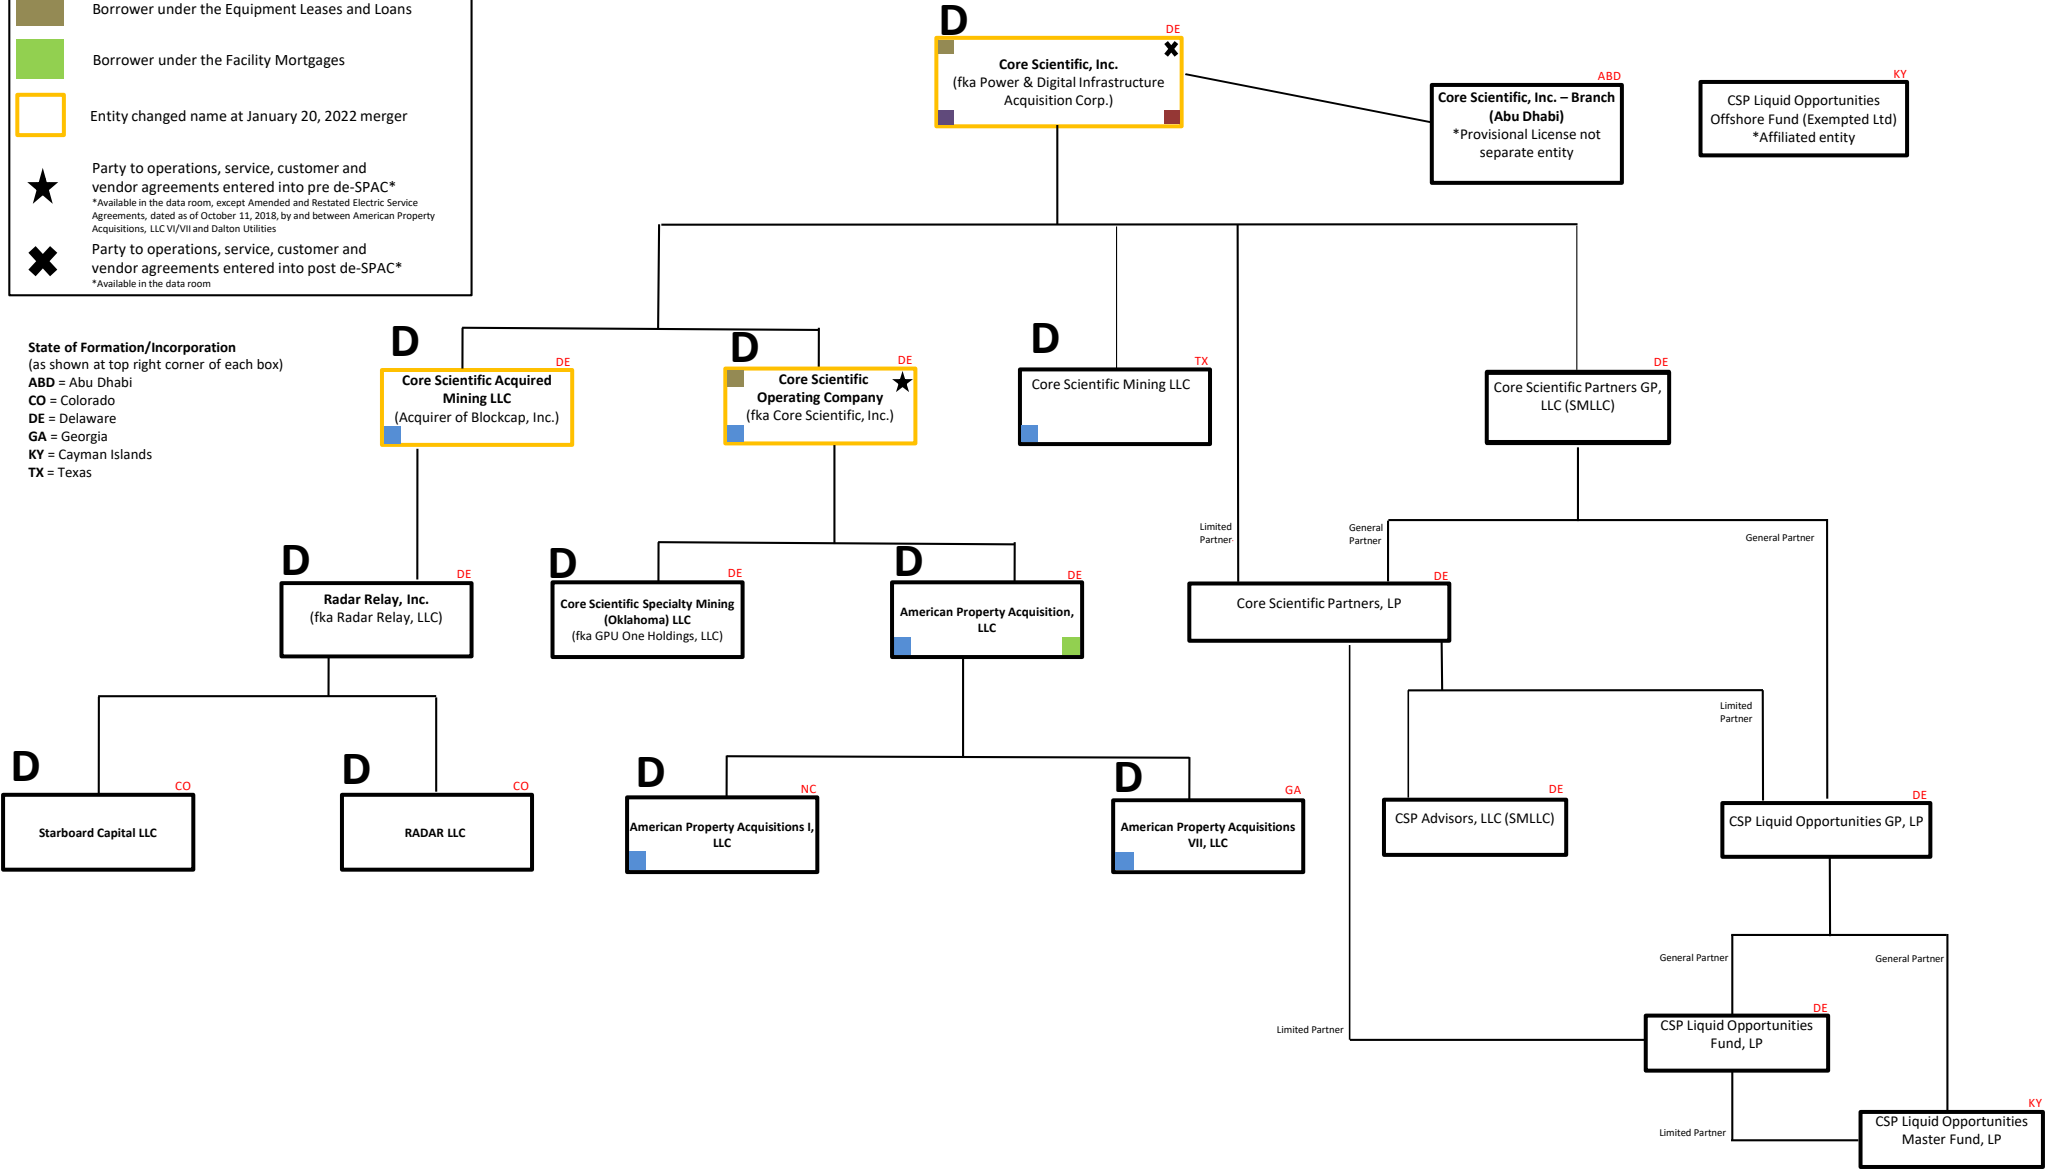 Borrower under the Equipment Leases and Loans
Borrower under the Facility Mortgages
Entity changed name at January 20, 2022 merger
Party to operations, service, customer and
vendor agreements entered into pre de-SPAC*
*Available in the data room, except Amended and Restated Electric Service
Agreements, dated as of October 11, 2018, by and between American Property
Acquisitions, LLC VI/VII and Dalton Utilities
Party to operations, service, customer and
vendor agreements entered into post de-SPAC*
*Available in the data room
State of Formation/Incorporation
(as shown at top right corner of each box)
ABD = Abu Dhabi
CO = Colorado
DE = Delaware
GA = Georgia
KY = Cayman Islands
TX = Texas
D
DE
Core Scientific, Inc.
(fka Power & Digital Infrastructure
Acquisition Corp.)
ABD
Core Scientific, Inc. – Branch
(Abu Dhabi)
*Provisional License not
separate entity
KY
CSP Liquid Opportunities
Offshore Fund (Exempted Ltd)
*Affiliated entity
D
DE
Core Scientific Acquired
Mining LLC
(Acquirer of Blockcap, Inc.)
D
DE
Core Scientific
Operating Company
(fka Core Scientific, Inc.)
D
TX
Core Scientific Mining LLC
DE
Core Scientific Partners GP,
LLC (SMLLC)
Limited
Partner
General
Partner
General Partner
D
DE
Radar Relay, Inc.
(fka Radar Relay, LLC)
D
DE
Core Scientific Specialty Mining
(Oklahoma) LLC
(fka GPU One Holdings, LLC)
D
DE
American Property Acquisition,
LLC
DE
Core Scientific Partners, LP
Limited
Partner
D
CO
Starboard Capital LLC
D
CO
RADAR LLC
D
NC
American Property Acquisitions I,
LLC
D
GA
American Property Acquisitions
VII, LLC
DE
CSP Advisors, LLC (SMLLC)
DE
CSP Liquid Opportunities GP, LP
General Partner
General Partner
Limited Partner
DE
CSP Liquid Opportunities
Fund, LP
Limited Partner
KY
CSP Liquid Opportunities
Master Fund, LP